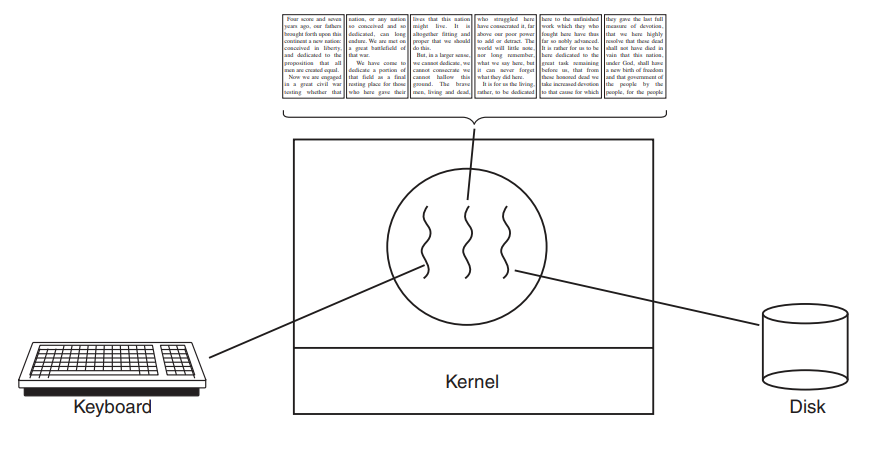 Four score and seven
years ago, our fathers
brought forth upon this
continent a new nation:
conceived in liberty,
and dedicated to the
proposition that all
men are created equal.
Now we are engaged
in a great civil war
testing whether that
nation, or any nation
so conceived and so
dedicated, can long
endure. We are met on
a great battlefield of
that war.
We have come to
dedicate a portion of
that field as a final
resting place for those
who here gave their
lives that this nation
might live. It is
altogether fitting and
proper that we should
do this.
But, in a larger sense,
we cannot dedicate, we
cannot consecrate we
cannot hallow this
ground. The brave
men, living and dead,
who struggled here
have consecrated it, far
above our poor power
to add or detract. The
world will little note,
nor long remember,
what we say here, but
it can never forget
what they did here.
It is for us the living,
rather, to be dedicated
here to the unfinished
work which they who
fought here have thus
far so nobly advanced.
It is rather for us to be
here dedicated to the
great task remaining
before us, that from
these honored dead we
take increased devotion
to that cause for which
they gave the last full
measure of devotion,
that we here highly
resolve that these dead
shall not have died in
vain that this nation,
under God, shall have
a new birth of freedom
and that government of
the people by the
people, for the people
Kernel
Keyboard
Disk